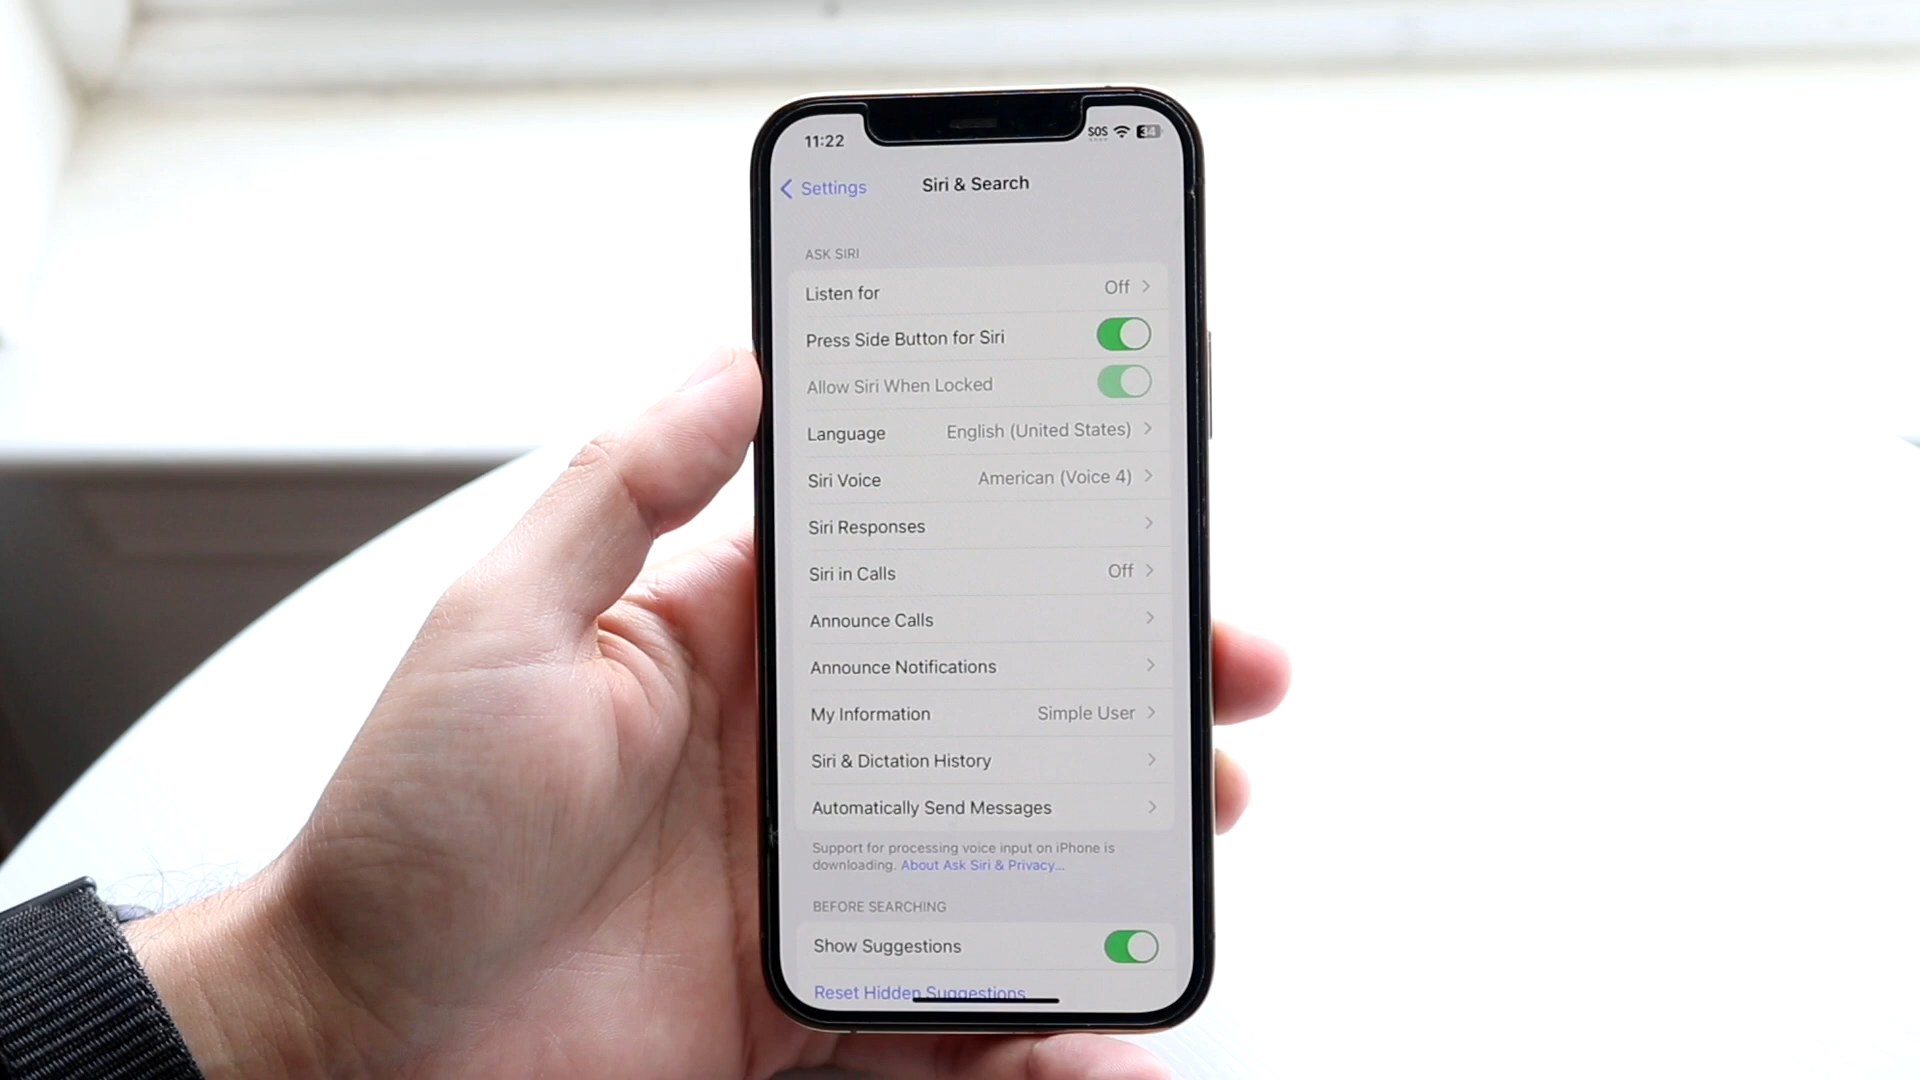 11:22 SOS 34
Settings Siri & Search
ASK SIRI
Listen for Off
Press Side Button for Siri
Allow Siri When Locked
Language English (United States)
Siri Voice American (Voice 4)
Siri Responses
Siri in Calls Off
Announce Calls
Announce Notifications
My Information Simple User
Siri & Dictation History
Automatically Send Messages
Support for processing voice input on iPhone is
downloading. About Ask Siri & Privacy...
BEFORE SEARCHING
Show Suggestions
Reset Hidden Suggestions